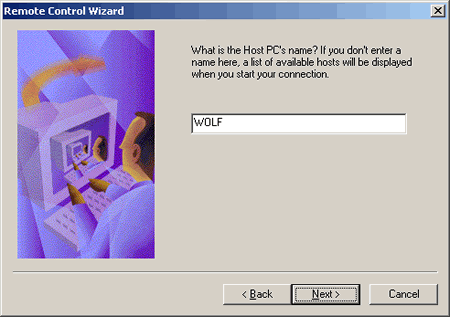 Remote Control Wizard
What is the Host PC's name? If you don't enter a
name here, a list of available hosts will be displayed
when you start your connection.
WOLF
< Back
Next >
Cancel